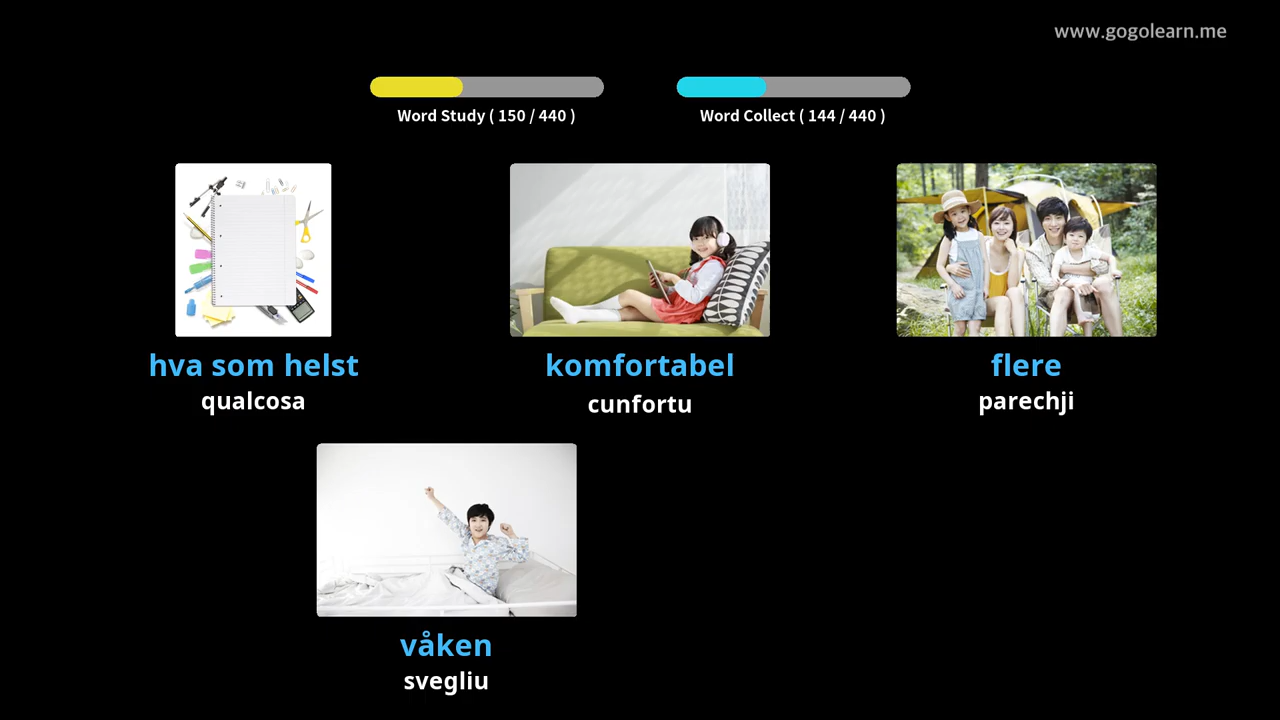 www.gogolearn.me
Word Study ( 150 / 440 )
Word Collect ( 144 / 440 )
hva som helst
qualcosa
komfortabel
cunfortu
flere
parechji
våken
svegliu